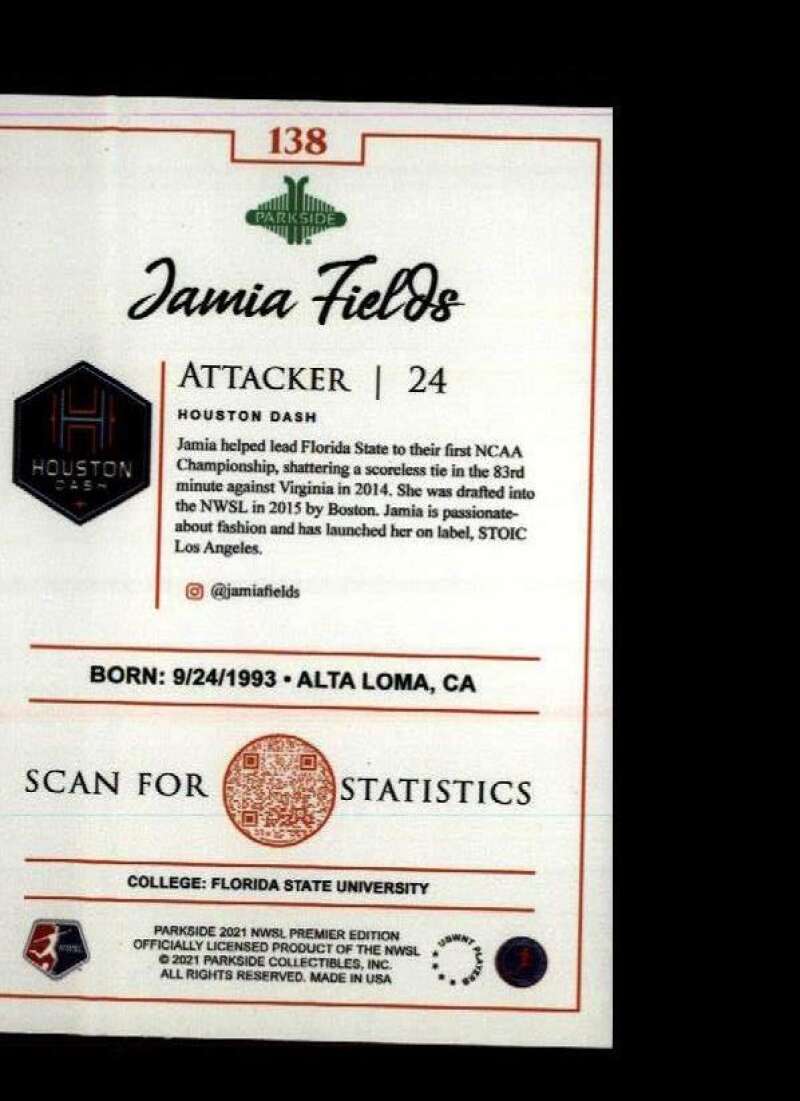 138
PARKSIDE
Jamia Fields
ATTACKER | 24
HOUSTON DASH
HOUSTON
DASH
Jamia helped lead Florida State to their first NCAA
Championship, shattering a scoreless tie in the 83rd
minute against Virginia in 2014. She was drafted into
the NWSL in 2015 by Boston. Jamia is passionate-
about fashion and has launched her on label, STOIC
Los Angeles.
@jamiafields
BORN: 9/24/1993 • ALTA LOMA, CA
SCAN FOR STATISTICS
COLLEGE: FLORIDA STATE UNIVERSITY
PARKSIDE 2021 NWSL PREMIER EDITION
OFFICIALLY LICENSED PRODUCT OF THE NWSL
© 2021 PARKSIDE COLLECTIBLES, INC.
ALL RIGHTS RESERVED. MADE IN USA
USWNT PLAYERS